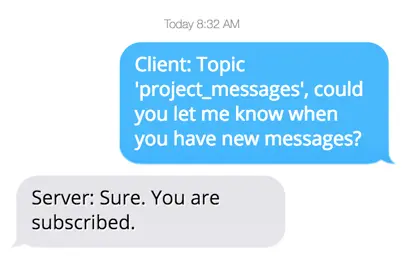 Today 8:32 AM
Client: Topic
'project_messages', could
you let me know when
you have new messages?
Server: Sure. You are
subscribed.